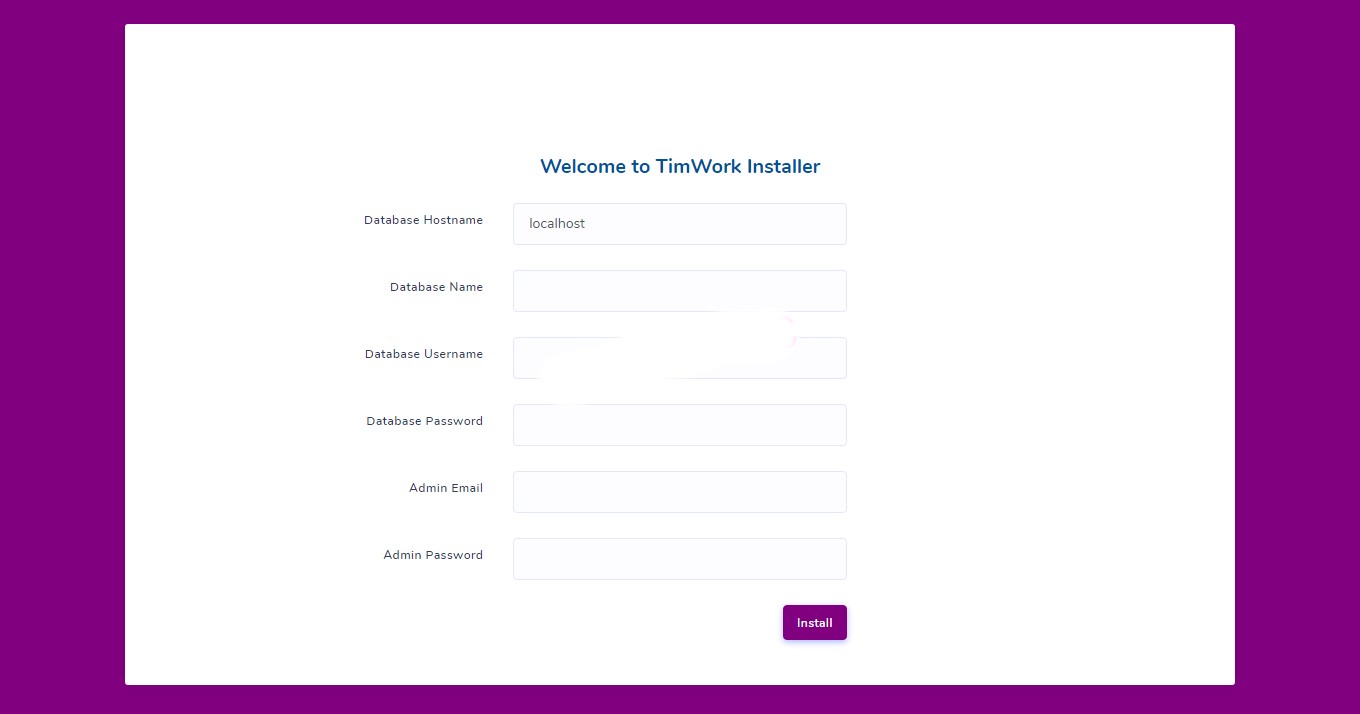 Welcome to TimWork Installer
Database Hostname
localhost
Database Name
Database Username
Database Password
Admin Email
Admin Password
Install